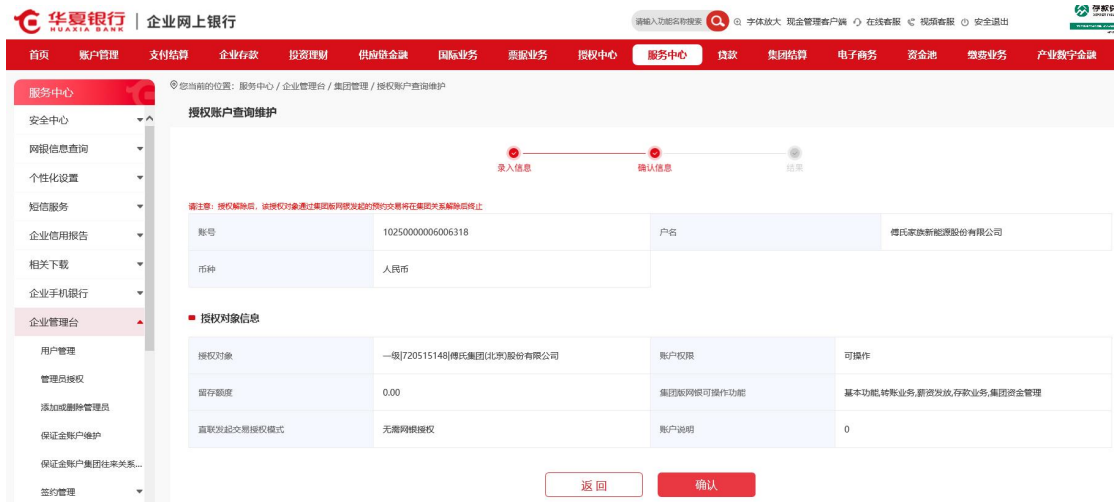 华夏银行 企业网上银行
HUAXIA BANK
请输入功能名称搜索 字体放大 现金管理客户端 在线客服 视频客服 安全退出
首页 账户管理 支付结算 企业存款 投资理财 供应链金融 国际业务 票据业务 授权中心 服务中心 贷款 集团结算 电子商务 资金池 缴费业务 产业数字金融
服务中心
您当前的位置:服务中心 / 企业管理台 / 集团管理 / 授权账户查询维护
安全中心
授权账户查询维护
网银信息查询
录入信息 确认信息 结果
个性化设置
短信服务
请注意:授权解除后,该授权对象通过集团版网银发起的预约交易将在集团关系解除后终止
企业信用报告
账号 10250000006006318 户名 傅氏家族新能源股份有限公司
相关下载
币种 人民币
企业手机银行
企业管理台
授权对象信息
用户管理
授权对象 一级|720515148|傅氏集团(北京)股份有限公司 账户权限 可操作
管理员授权
留存额度 0.00 集团版网银可操作功能 基本功能,转账业务,薪资发放,存款业务,集团资金管理
添加或删除管理员
直联发起交易授权模式 无需网银授权 账户说明 0
保证金账户维护
保证金账户集团往来关系...
返回 确认
签约管理